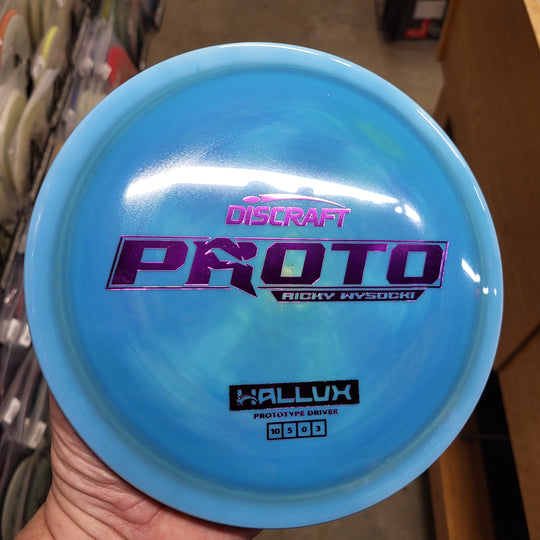 DISCRAFT
PROTO
RICKY WYSOCKI
HALLUX
PROTOTYPE DRIVER
10 5 0 3